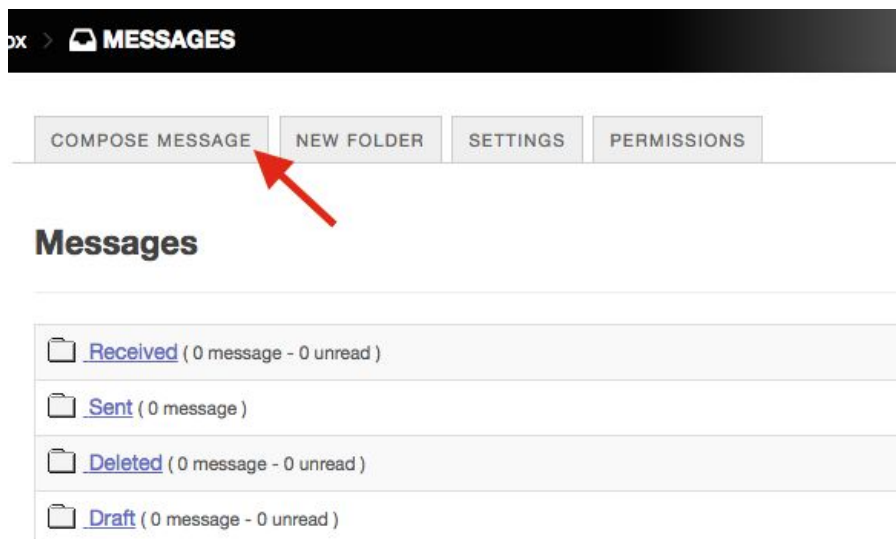 ox > MESSAGES
COMPOSE MESSAGE NEW FOLDER SETTINGS PERMISSIONS
Messages
Received ( 0 message - 0 unread )
Sent ( 0 message )
Deleted ( 0 message - 0 unread )
Draft ( 0 message - 0 unread )